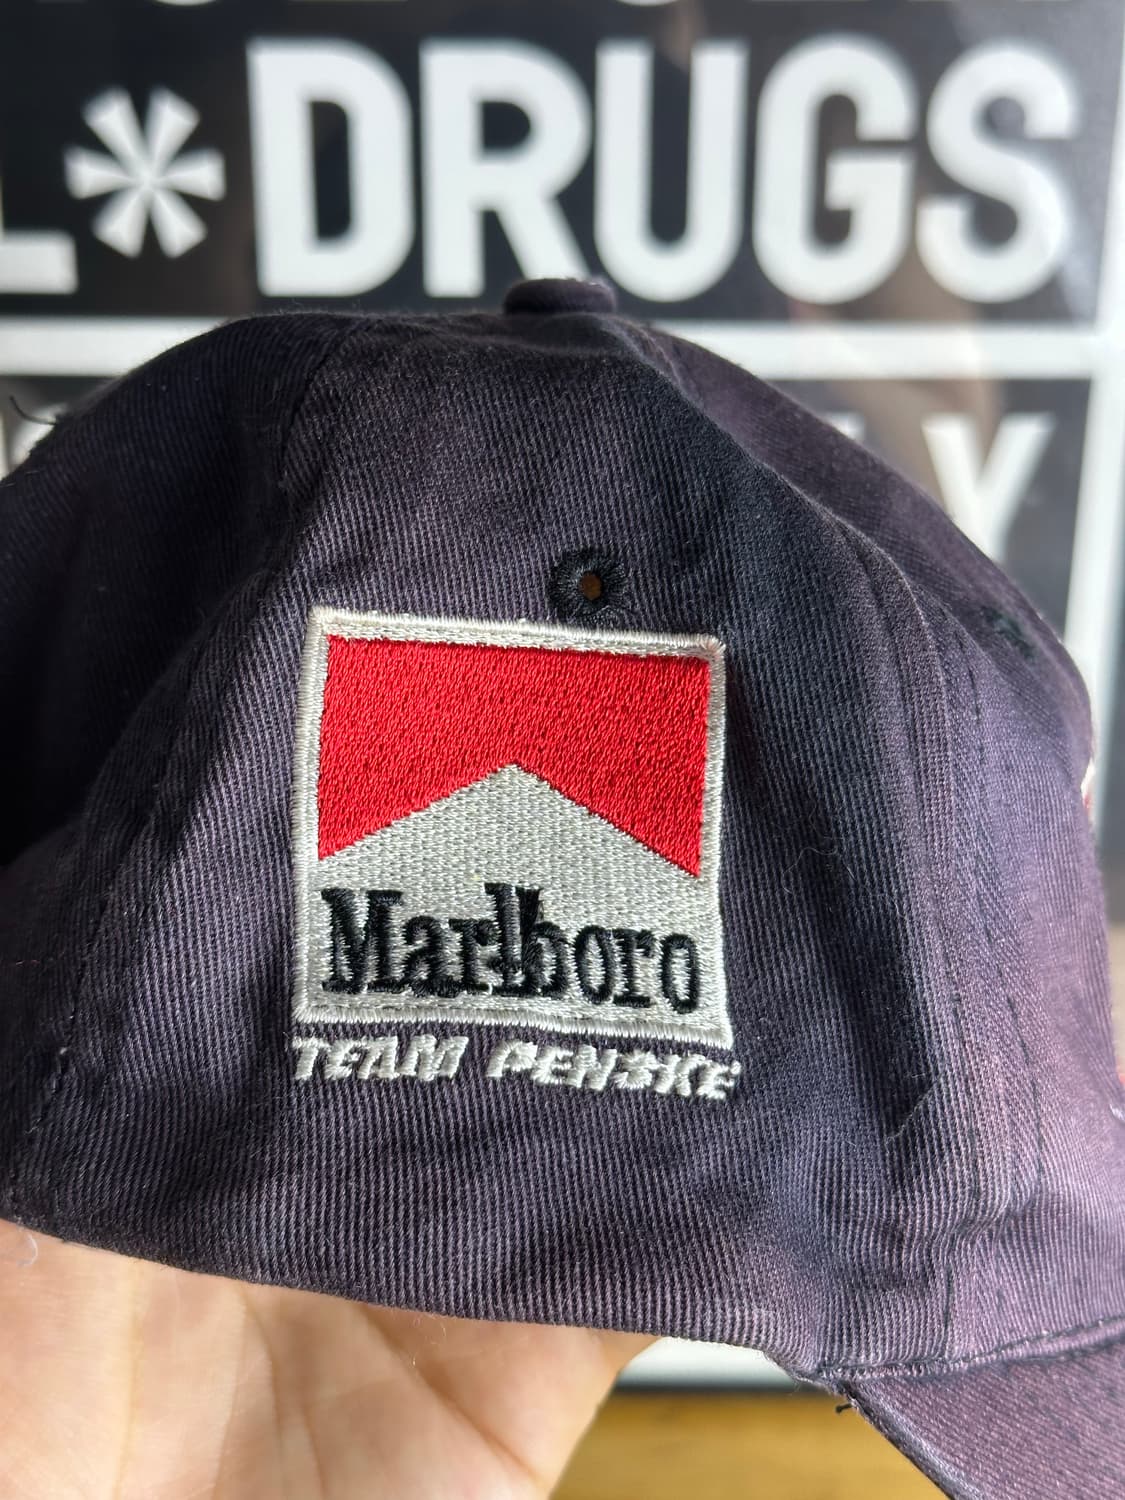 L* DRUGS
Marlboro
TEAM PENSKE